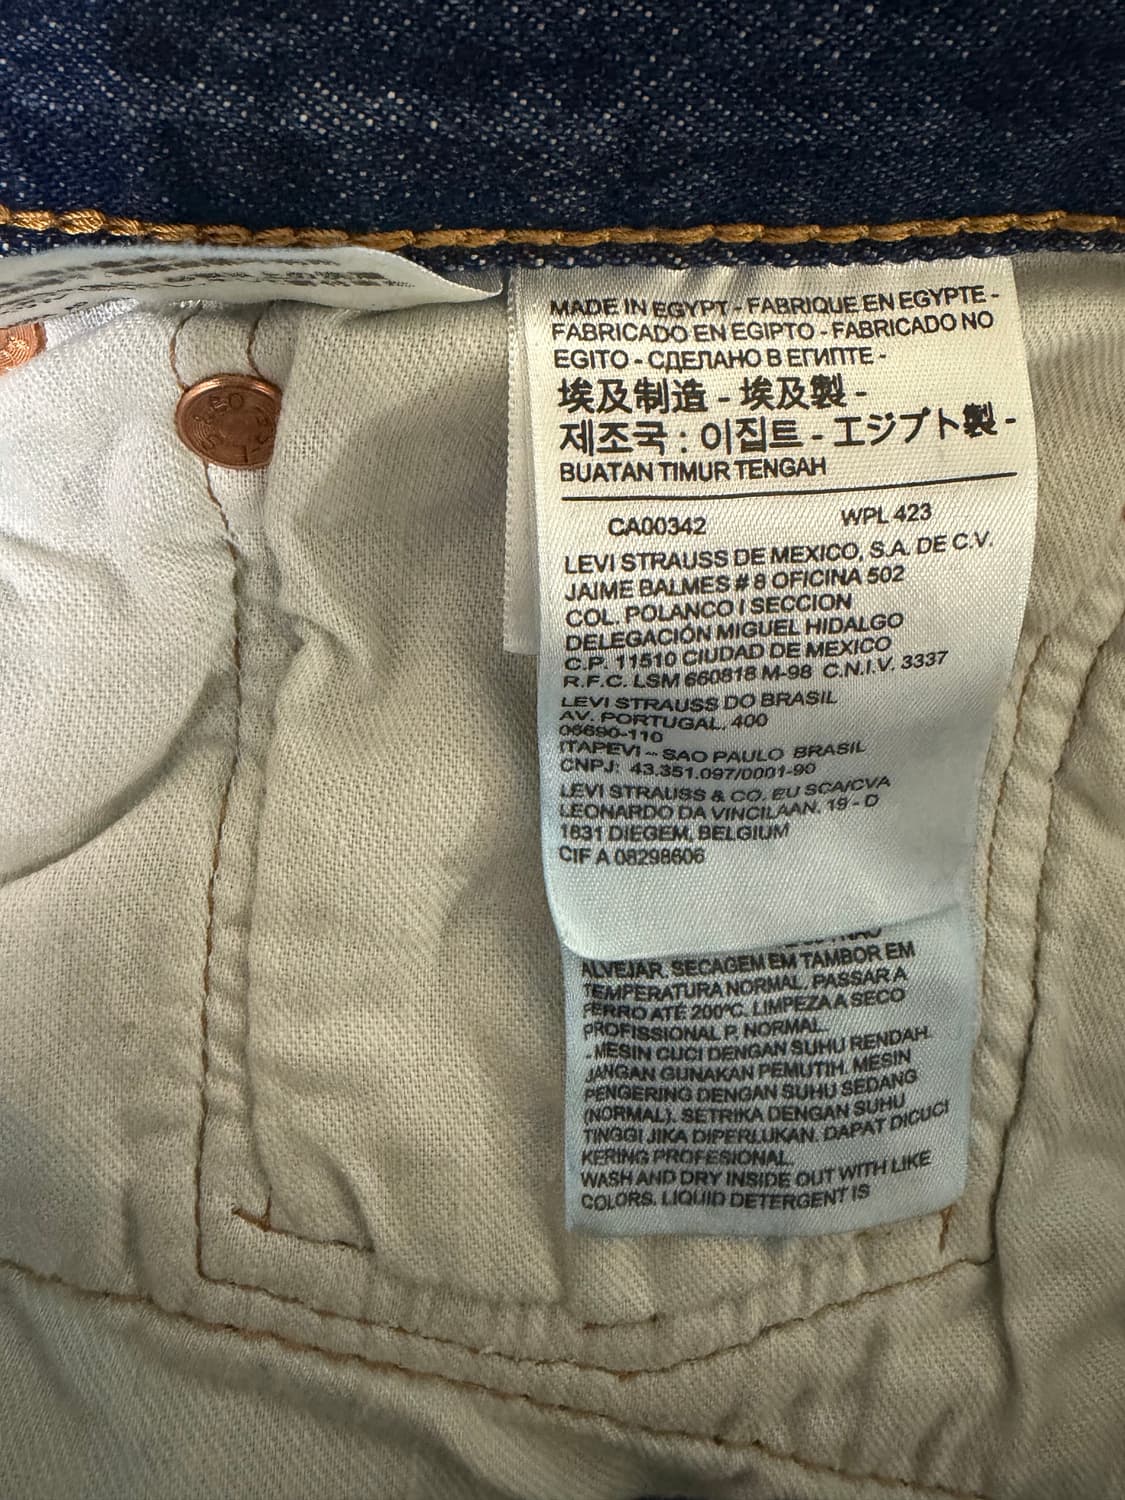 MADE IN EGYPT - FABRIQUE EN EGYPTE -
FABRICADO EN EGIPTO - FABRICADO NO
EGITO - СДЕЛАНО В ЕГИПТЕ -
埃及制造 - 埃及製 -
제조국 : 이집트 - エジプト製 -
BUATAN TIMUR TENGAH
CA00342 WPL 423
LEVI STRAUSS DE MEXICO, S.A. DE C.V.
JAIME BALMES # 8 OFICINA 502
COL. POLANCO I SECCION
DELEGACIÓN MIGUEL HIDALGO
C.P. 11510 CIUDAD DE MEXICO
R.F.C. LSM 660818 M-98 C.N.I.V. 3337
LEVI STRAUSS DO BRASIL
AV. PORTUGAL, 400
06690-110
ITAPEVI - SAO PAULO BRASIL
CNPJ: 43.351.097/0001-90
LEVI STRAUSS & CO. EU SCA/CVA
LEONARDO DA VINCILAAN, 19 - D
1831 DIEGEM, BELGIUM
CIF A 08298606
NÃO
ALVEJAR. SECAGEM EM TAMBOR EM
TEMPERATURA NORMAL. PASSAR A
FERRO ATÉ 200°C. LIMPEZA A SECO
PROFISSIONAL P. NORMAL.
- MESIN CUCI DENGAN SUHU RENDAH.
JANGAN GUNAKAN PEMUTIH. MESIN
PENGERING DENGAN SUHU SEDANG
(NORMAL). SETRIKA DENGAN SUHU
TINGGI JIKA DIPERLUKAN. DAPAT DICUCI
KERING PROFESIONAL.
WASH AND DRY INSIDE OUT WITH LIKE
COLORS. LIQUID DETERGENT IS